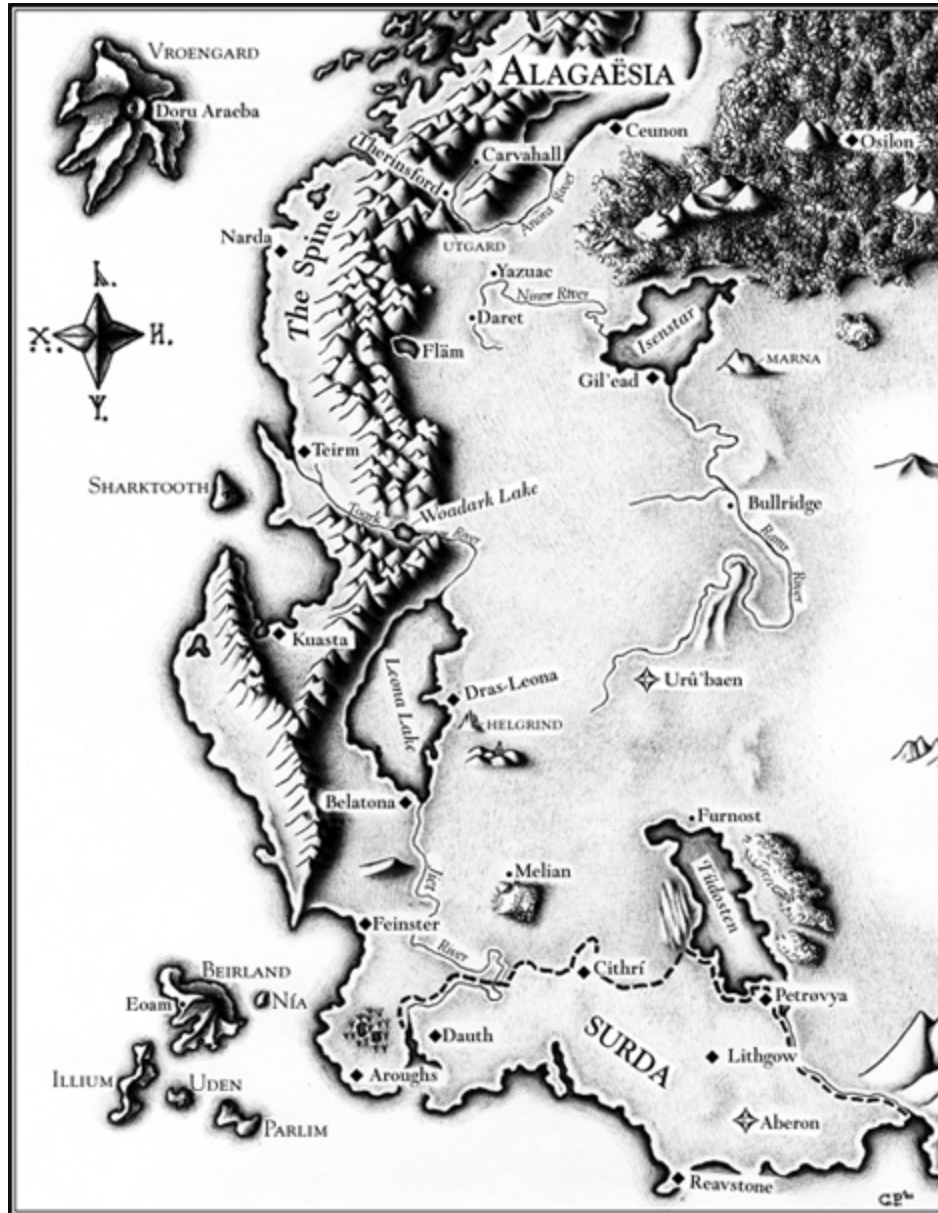 VROENGARD
Doru Araeba
ALAGAËSIA
Ceunon
Osilon
Carvahall
Therinsford
Anora River
UTGARD
Narda
The Spine
Yazuac
Ninor River
Daret
Isenstar
Fläm
MARNA
Gil'ead
Teirm
SHARKTOOTH
Woadark Lake
Toark
River
Bullridge
Ramr
River
Kuasta
Leona Lake
Dras-Leona
Urû'baen
HELGRIND
Belatona
Furnost
Melian
Tüdosten
Jiet
River
Feinster
Cithrí
BEIRLAND
Eoam
NÍA
Petrøvya
Dauth
SURDA
Lithgow
Aroughs
ILLIUM
UDEN
PARLIM
Aberon
Reavstone